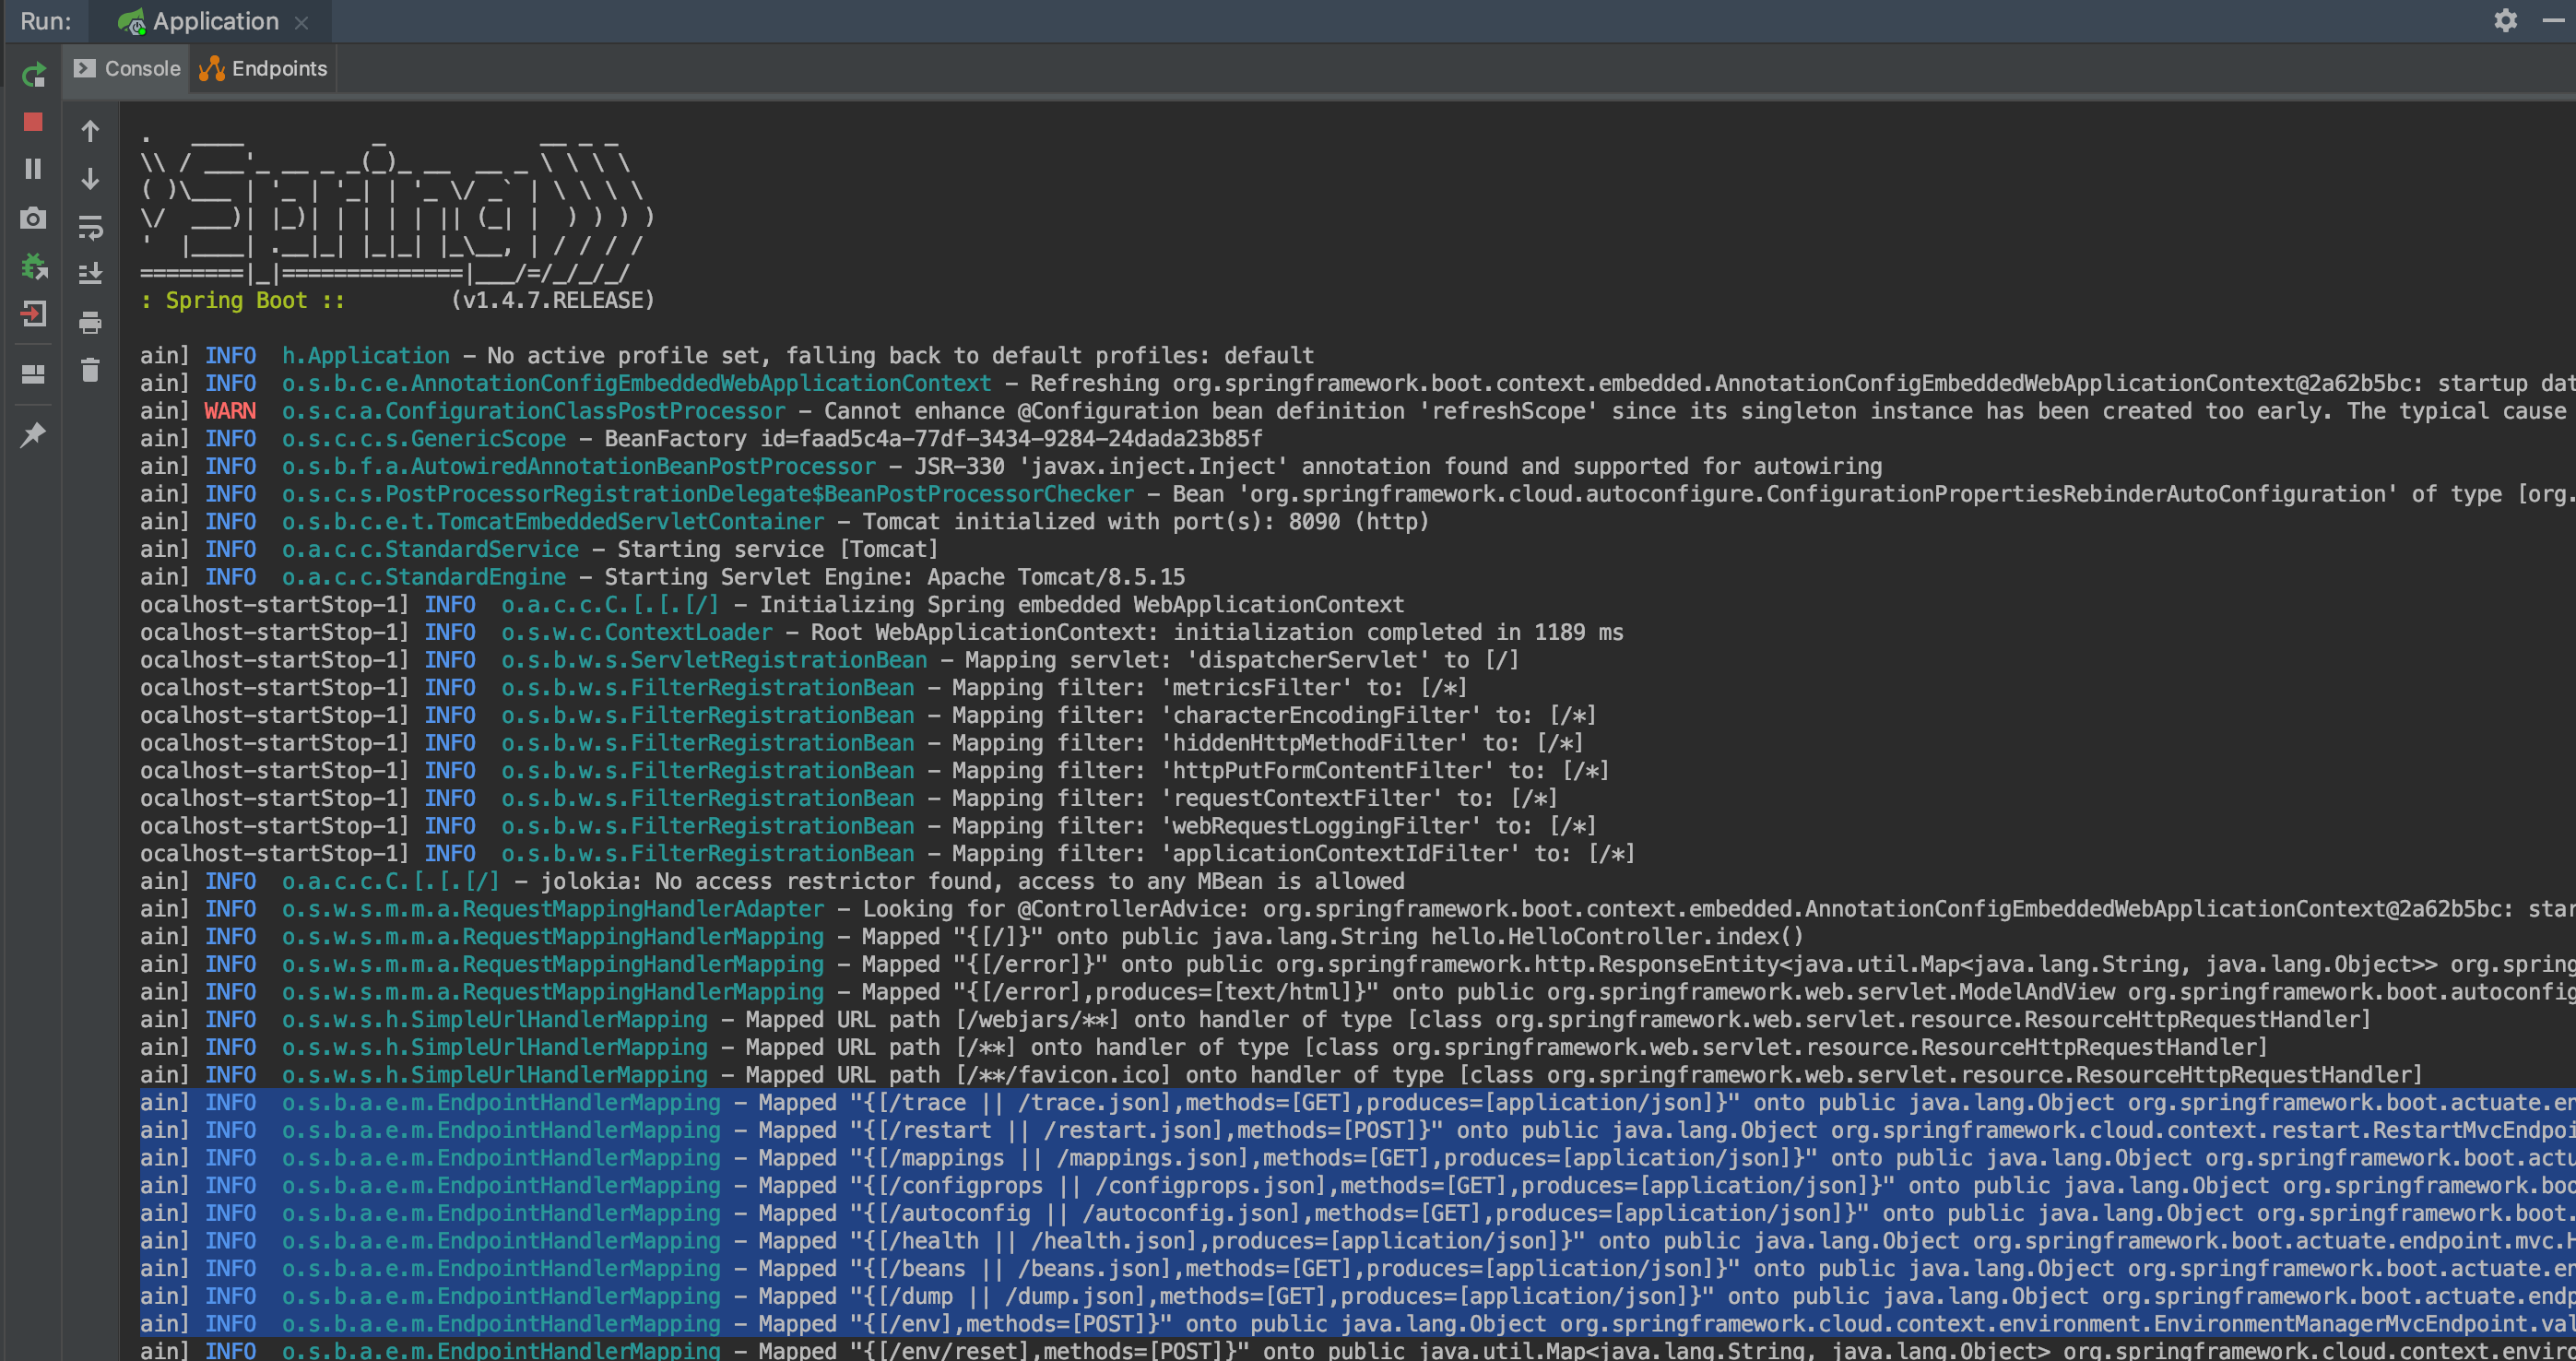 Run: Application
Console Endpoints
.   ____          _            __ _ _
\\ / ___'_ __ _ _(_)_ __  __ _ \ \ \ \
( )\___ | '_ | '_| | '_ \/ _` | \ \ \ \
\/  ___)| |_)| | | | | || (_| |  ) ) ) )
'  |____| .__|_| |_|_| |_\__, | / / / /
========|_|==============|___/=/_/_/_/
: Spring Boot ::        (v1.4.7.RELEASE)
ain] INFO  h.Application – No active profile set, falling back to default profiles: default
ain] INFO  o.s.b.c.e.AnnotationConfigEmbeddedWebApplicationContext – Refreshing org.springframework.boot.context.embedded.AnnotationConfigEmbeddedWebApplicationContext@2a62b5bc: startup dat
ain] WARN  o.s.c.a.ConfigurationClassPostProcessor – Cannot enhance @Configuration bean definition 'refreshScope' since its singleton instance has been created too early. The typical cause
ain] INFO  o.s.c.c.s.GenericScope – BeanFactory id=faad5c4a-77df-3434-9284-24dada23b85f
ain] INFO  o.s.b.f.a.AutowiredAnnotationBeanPostProcessor – JSR-330 'javax.inject.Inject' annotation found and supported for autowiring
ain] INFO  o.s.c.s.PostProcessorRegistrationDelegate$BeanPostProcessorChecker – Bean 'org.springframework.cloud.autoconfigure.ConfigurationPropertiesRebinderAutoConfiguration' of type [org.
ain] INFO  o.s.b.c.e.t.TomcatEmbeddedServletContainer – Tomcat initialized with port(s): 8090 (http)
ain] INFO  o.a.c.c.StandardService – Starting service [Tomcat]
ain] INFO  o.a.c.c.StandardEngine – Starting Servlet Engine: Apache Tomcat/8.5.15
ocalhost-startStop-1] INFO  o.a.c.c.C.[.[.[/] – Initializing Spring embedded WebApplicationContext
ocalhost-startStop-1] INFO  o.s.w.c.ContextLoader – Root WebApplicationContext: initialization completed in 1189 ms
ocalhost-startStop-1] INFO  o.s.b.w.s.ServletRegistrationBean – Mapping servlet: 'dispatcherServlet' to [/]
ocalhost-startStop-1] INFO  o.s.b.w.s.FilterRegistrationBean – Mapping filter: 'metricsFilter' to: [/*]
ocalhost-startStop-1] INFO  o.s.b.w.s.FilterRegistrationBean – Mapping filter: 'characterEncodingFilter' to: [/*]
ocalhost-startStop-1] INFO  o.s.b.w.s.FilterRegistrationBean – Mapping filter: 'hiddenHttpMethodFilter' to: [/*]
ocalhost-startStop-1] INFO  o.s.b.w.s.FilterRegistrationBean – Mapping filter: 'httpPutFormContentFilter' to: [/*]
ocalhost-startStop-1] INFO  o.s.b.w.s.FilterRegistrationBean – Mapping filter: 'requestContextFilter' to: [/*]
ocalhost-startStop-1] INFO  o.s.b.w.s.FilterRegistrationBean – Mapping filter: 'webRequestLoggingFilter' to: [/*]
ocalhost-startStop-1] INFO  o.s.b.w.s.FilterRegistrationBean – Mapping filter: 'applicationContextIdFilter' to: [/*]
ain] INFO  o.a.c.c.C.[.[.[/] – jolokia: No access restrictor found, access to any MBean is allowed
ain] INFO  o.s.w.s.m.m.a.RequestMappingHandlerAdapter – Looking for @ControllerAdvice: org.springframework.boot.context.embedded.AnnotationConfigEmbeddedWebApplicationContext@2a62b5bc: star
ain] INFO  o.s.w.s.m.m.a.RequestMappingHandlerMapping – Mapped "{[/]}" onto public java.lang.String hello.HelloController.index()
ain] INFO  o.s.w.s.m.m.a.RequestMappingHandlerMapping – Mapped "{[/error]}" onto public org.springframework.http.ResponseEntity<java.util.Map<java.lang.String, java.lang.Object>> org.spring
ain] INFO  o.s.w.s.m.m.a.RequestMappingHandlerMapping – Mapped "{[/error],produces=[text/html]}" onto public org.springframework.web.servlet.ModelAndView org.springframework.boot.autoconfig
ain] INFO  o.s.w.s.h.SimpleUrlHandlerMapping – Mapped URL path [/webjars/**] onto handler of type [class org.springframework.web.servlet.resource.ResourceHttpRequestHandler]
ain] INFO  o.s.w.s.h.SimpleUrlHandlerMapping – Mapped URL path [/**] onto handler of type [class org.springframework.web.servlet.resource.ResourceHttpRequestHandler]
ain] INFO  o.s.w.s.h.SimpleUrlHandlerMapping – Mapped URL path [/**/favicon.ico] onto handler of type [class org.springframework.web.servlet.resource.ResourceHttpRequestHandler]
ain] INFO  o.s.b.a.e.m.EndpointHandlerMapping – Mapped "{[/trace || /trace.json],methods=[GET],produces=[application/json]}" onto public java.lang.Object org.springframework.boot.actuate.en
ain] INFO  o.s.b.a.e.m.EndpointHandlerMapping – Mapped "{[/restart || /restart.json],methods=[POST]}" onto public java.lang.Object org.springframework.cloud.context.restart.RestartMvcEndpoi
ain] INFO  o.s.b.a.e.m.EndpointHandlerMapping – Mapped "{[/mappings || /mappings.json],methods=[GET],produces=[application/json]}" onto public java.lang.Object org.springframework.boot.actu
ain] INFO  o.s.b.a.e.m.EndpointHandlerMapping – Mapped "{[/configprops || /configprops.json],methods=[GET],produces=[application/json]}" onto public java.lang.Object org.springframework.boo
ain] INFO  o.s.b.a.e.m.EndpointHandlerMapping – Mapped "{[/autoconfig || /autoconfig.json],methods=[GET],produces=[application/json]}" onto public java.lang.Object org.springframework.boot.
ain] INFO  o.s.b.a.e.m.EndpointHandlerMapping – Mapped "{[/health || /health.json],produces=[application/json]}" onto public java.lang.Object org.springframework.boot.actuate.endpoint.mvc.H
ain] INFO  o.s.b.a.e.m.EndpointHandlerMapping – Mapped "{[/beans || /beans.json],methods=[GET],produces=[application/json]}" onto public java.lang.Object org.springframework.boot.actuate.en
ain] INFO  o.s.b.a.e.m.EndpointHandlerMapping – Mapped "{[/dump || /dump.json],methods=[GET],produces=[application/json]}" onto public java.lang.Object org.springframework.boot.actuate.endp
ain] INFO  o.s.b.a.e.m.EndpointHandlerMapping – Mapped "{[/env],methods=[POST]}" onto public java.lang.Object org.springframework.cloud.context.environment.EnvironmentManagerMvcEndpoint.val
ain] INFO  o.s.b.a.e.m.EndpointHandlerMapping – Mapped "{[/env/reset],methods=[POST]}" onto public java.util.Map<java.lang.String, java.lang.Object> org.springframework.cloud.context.enviro